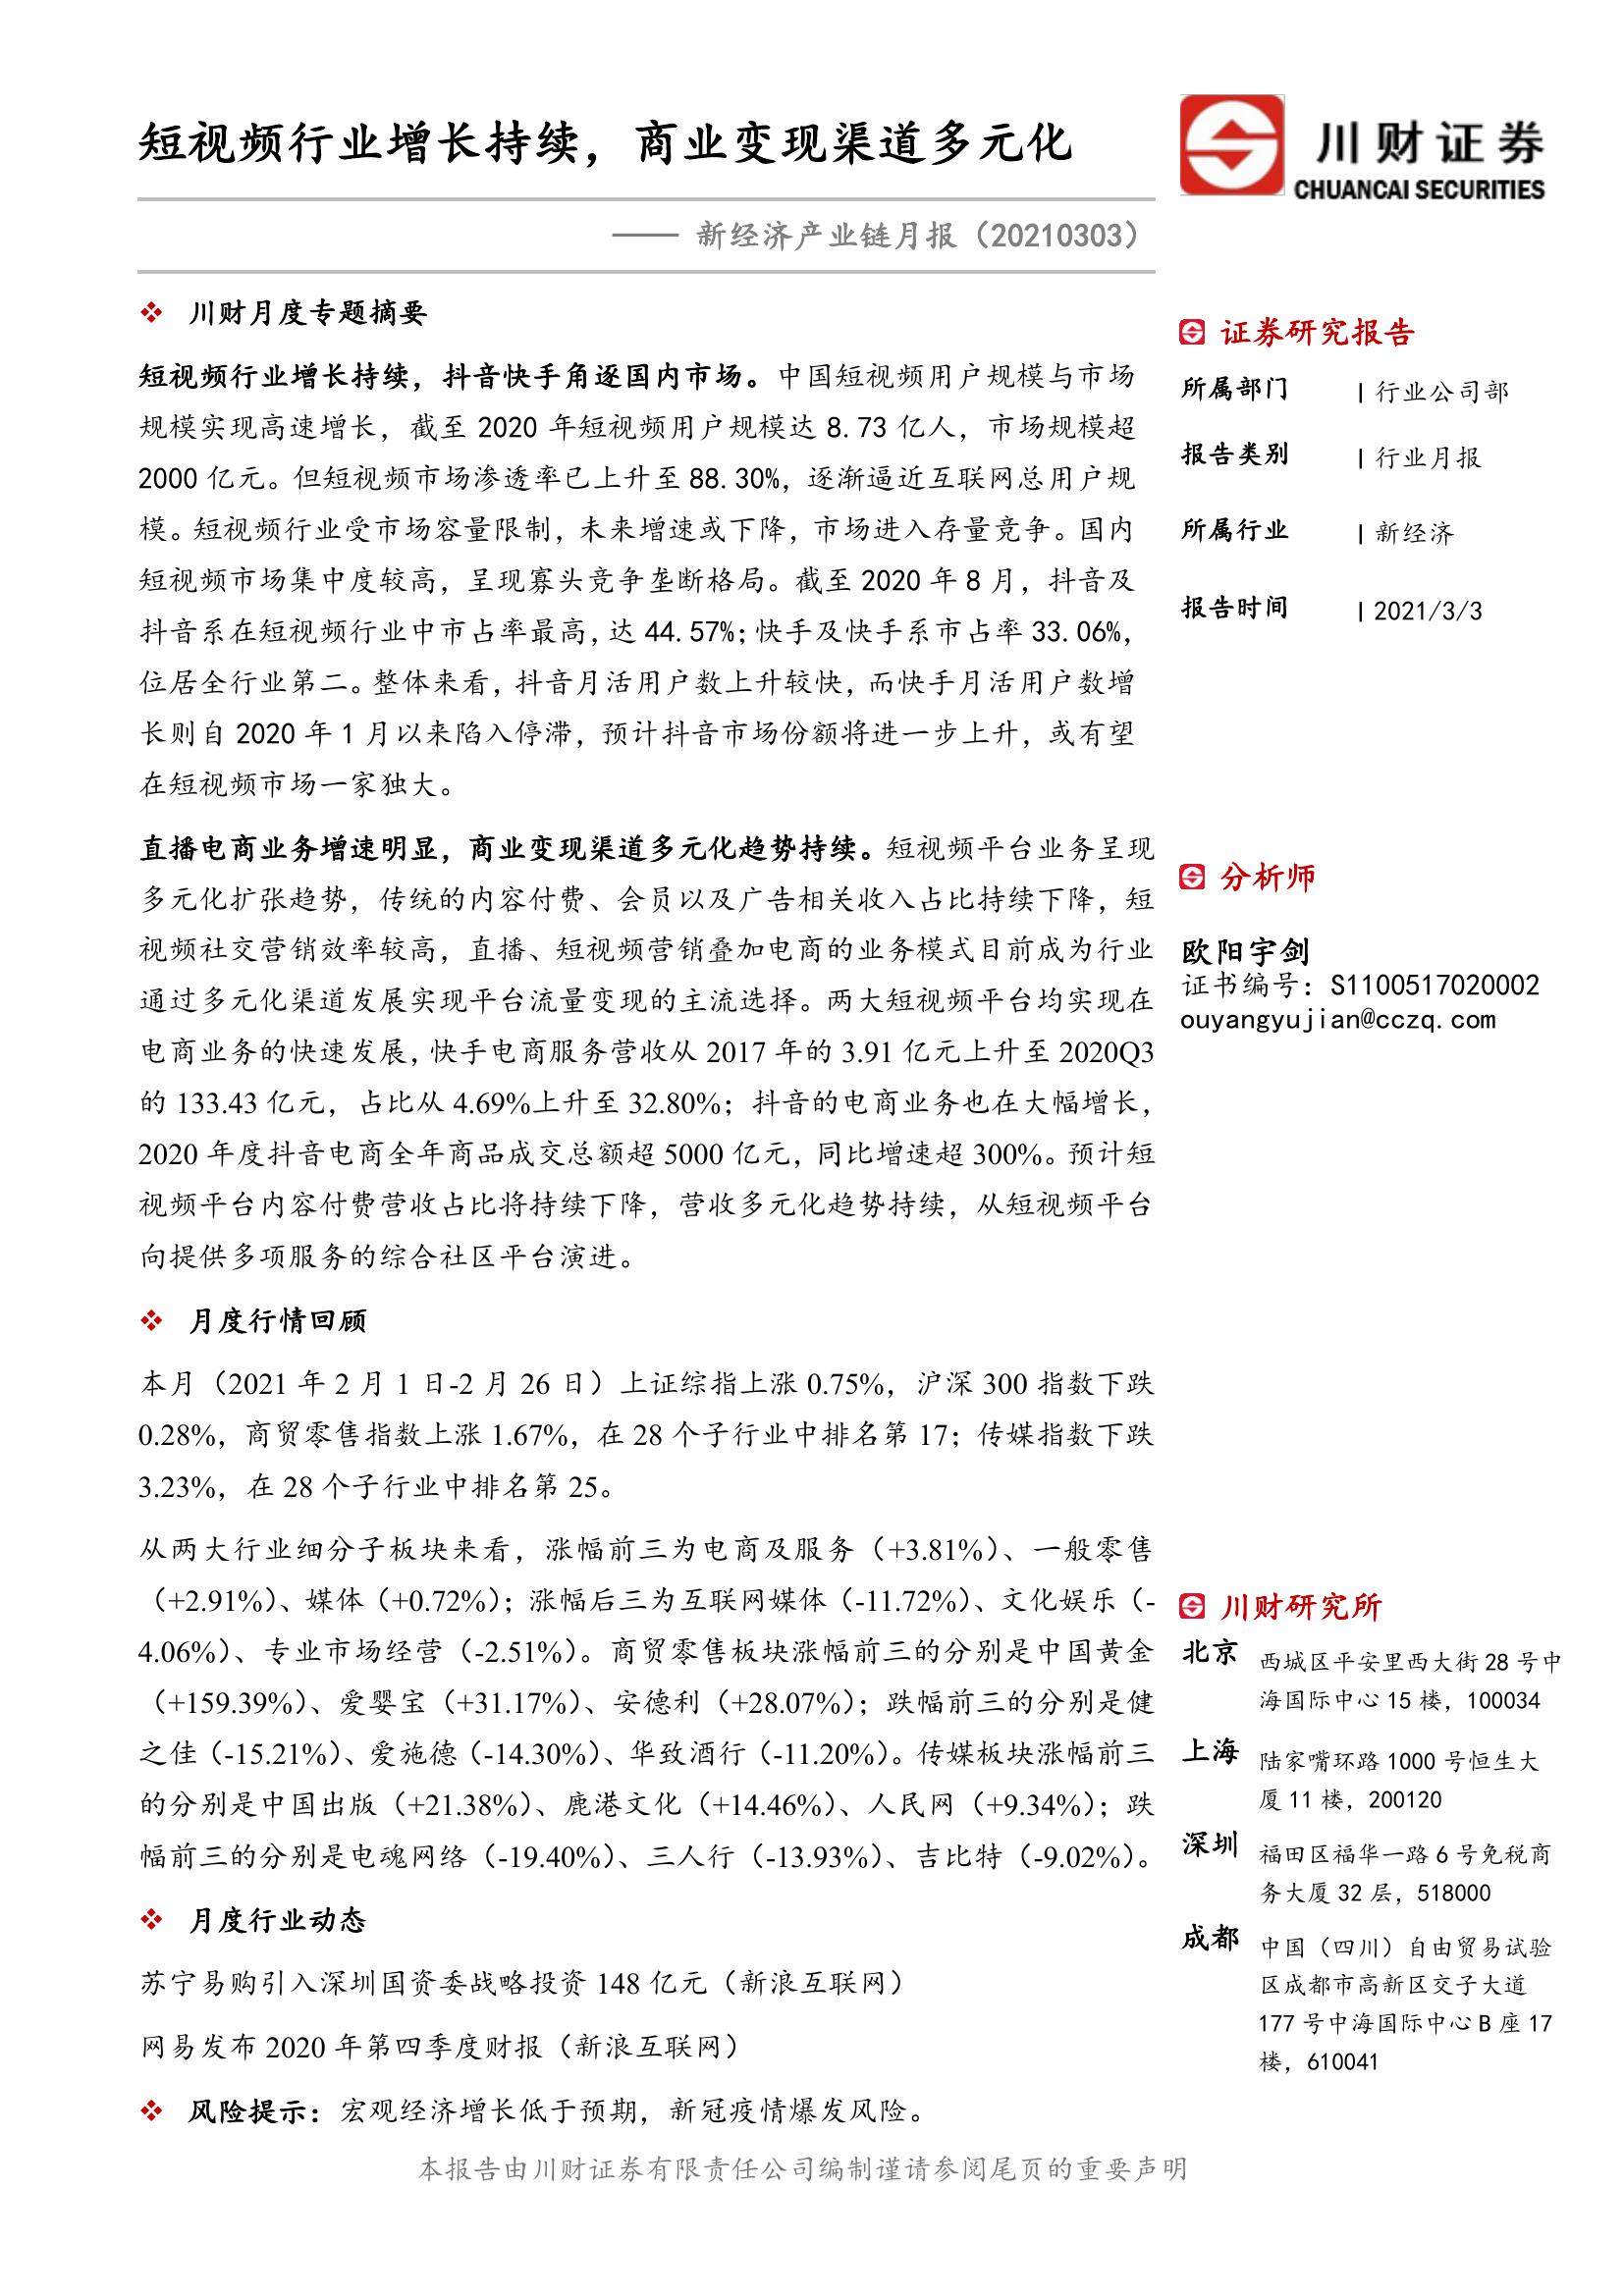 短视频行业增长持续，商业变现渠道多元化
—— 新经济产业链月报（20210303）
川财证券
CHUANCAI SECURITIES
❖ 川财月度专题摘要
短视频行业增长持续，抖音快手角逐国内市场。中国短视频用户规模与市场
规模实现高速增长，截至 2020 年短视频用户规模达 8.73 亿人，市场规模超
2000 亿元。但短视频市场渗透率已上升至 88.30%，逐渐逼近互联网总用户规
模。短视频行业受市场容量限制，未来增速或下降，市场进入存量竞争。国内
短视频市场集中度较高，呈现寡头竞争垄断格局。截至 2020 年 8 月，抖音及
抖音系在短视频行业中市占率最高，达 44.57%；快手及快手系市占率 33.06%，
位居全行业第二。整体来看，抖音月活用户数上升较快，而快手月活用户数增
长则自 2020 年 1 月以来陷入停滞，预计抖音市场份额将进一步上升，或有望
在短视频市场一家独大。
直播电商业务增速明显，商业变现渠道多元化趋势持续。短视频平台业务呈现
多元化扩张趋势，传统的内容付费、会员以及广告相关收入占比持续下降，短
视频社交营销效率较高，直播、短视频营销叠加电商的业务模式目前成为行业
通过多元化渠道发展实现平台流量变现的主流选择。两大短视频平台均实现在
电商业务的快速发展，快手电商服务营收从 2017 年的 3.91 亿元上升至 2020Q3
的 133.43 亿元，占比从 4.69%上升至 32.80%；抖音的电商业务也在大幅增长，
2020 年度抖音电商全年商品成交总额超 5000 亿元，同比增速超 300%。预计短
视频平台内容付费营收占比将持续下降，营收多元化趋势持续，从短视频平台
向提供多项服务的综合社区平台演进。
❖ 月度行情回顾
本月（2021 年 2 月 1 日-2 月 26 日）上证综指上涨 0.75%，沪深 300 指数下跌
0.28%，商贸零售指数上涨 1.67%，在 28 个子行业中排名第 17；传媒指数下跌
3.23%，在 28 个子行业中排名第 25。
从两大行业细分子板块来看，涨幅前三为电商及服务（+3.81%）、一般零售
（+2.91%）、媒体（+0.72%）；涨幅后三为互联网媒体（-11.72%）、文化娱乐（-
4.06%）、专业市场经营（-2.51%）。商贸零售板块涨幅前三的分别是中国黄金
（+159.39%）、爱婴宝（+31.17%）、安德利（+28.07%）；跌幅前三的分别是健
之佳（-15.21%）、爱施德（-14.30%）、华致酒行（-11.20%）。传媒板块涨幅前三
的分别是中国出版（+21.38%）、鹿港文化（+14.46%）、人民网（+9.34%）；跌
幅前三的分别是电魂网络（-19.40%）、三人行（-13.93%）、吉比特（-9.02%）。
❖ 月度行业动态
苏宁易购引入深圳国资委战略投资 148 亿元（新浪互联网）
网易发布 2020 年第四季度财报（新浪互联网）
❖ 风险提示：宏观经济增长低于预期，新冠疫情爆发风险。
证券研究报告
所属部门 | 行业公司部
报告类别 | 行业月报
所属行业 | 新经济
报告时间 | 2021/3/3
分析师
欧阳宇剑
证书编号：S1100517020002
ouyangyujian@cczq.com
川财研究所
北京 西城区平安里西大街 28 号中
海国际中心 15 楼，100034
上海 陆家嘴环路 1000 号恒生大
厦 11 楼，200120
深圳 福田区福华一路 6 号免税商
务大厦 32 层，518000
成都 中国（四川）自由贸易试验
区成都市高新区交子大道
177 号中海国际中心 B 座 17
楼，610041
本报告由川财证券有限责任公司编制谨请参阅尾页的重要声明